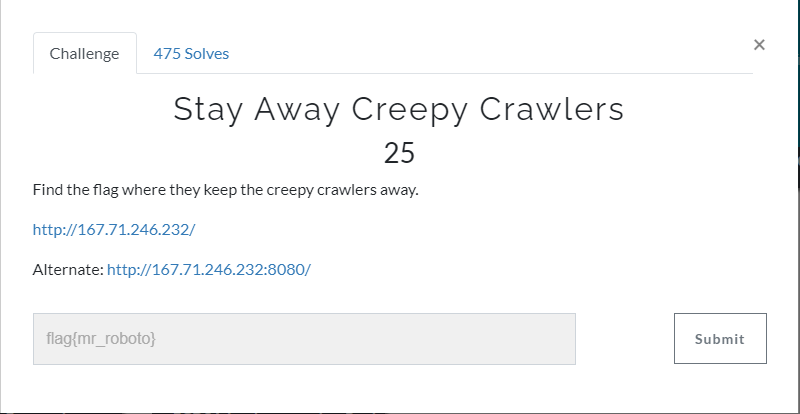 Challenge
475 Solves
×
Stay Away Creepy Crawlers
25
Find the flag where they keep the creepy crawlers away.
http://167.71.246.232/
Alternate: http://167.71.246.232:8080/
flag{mr_roboto}
Submit